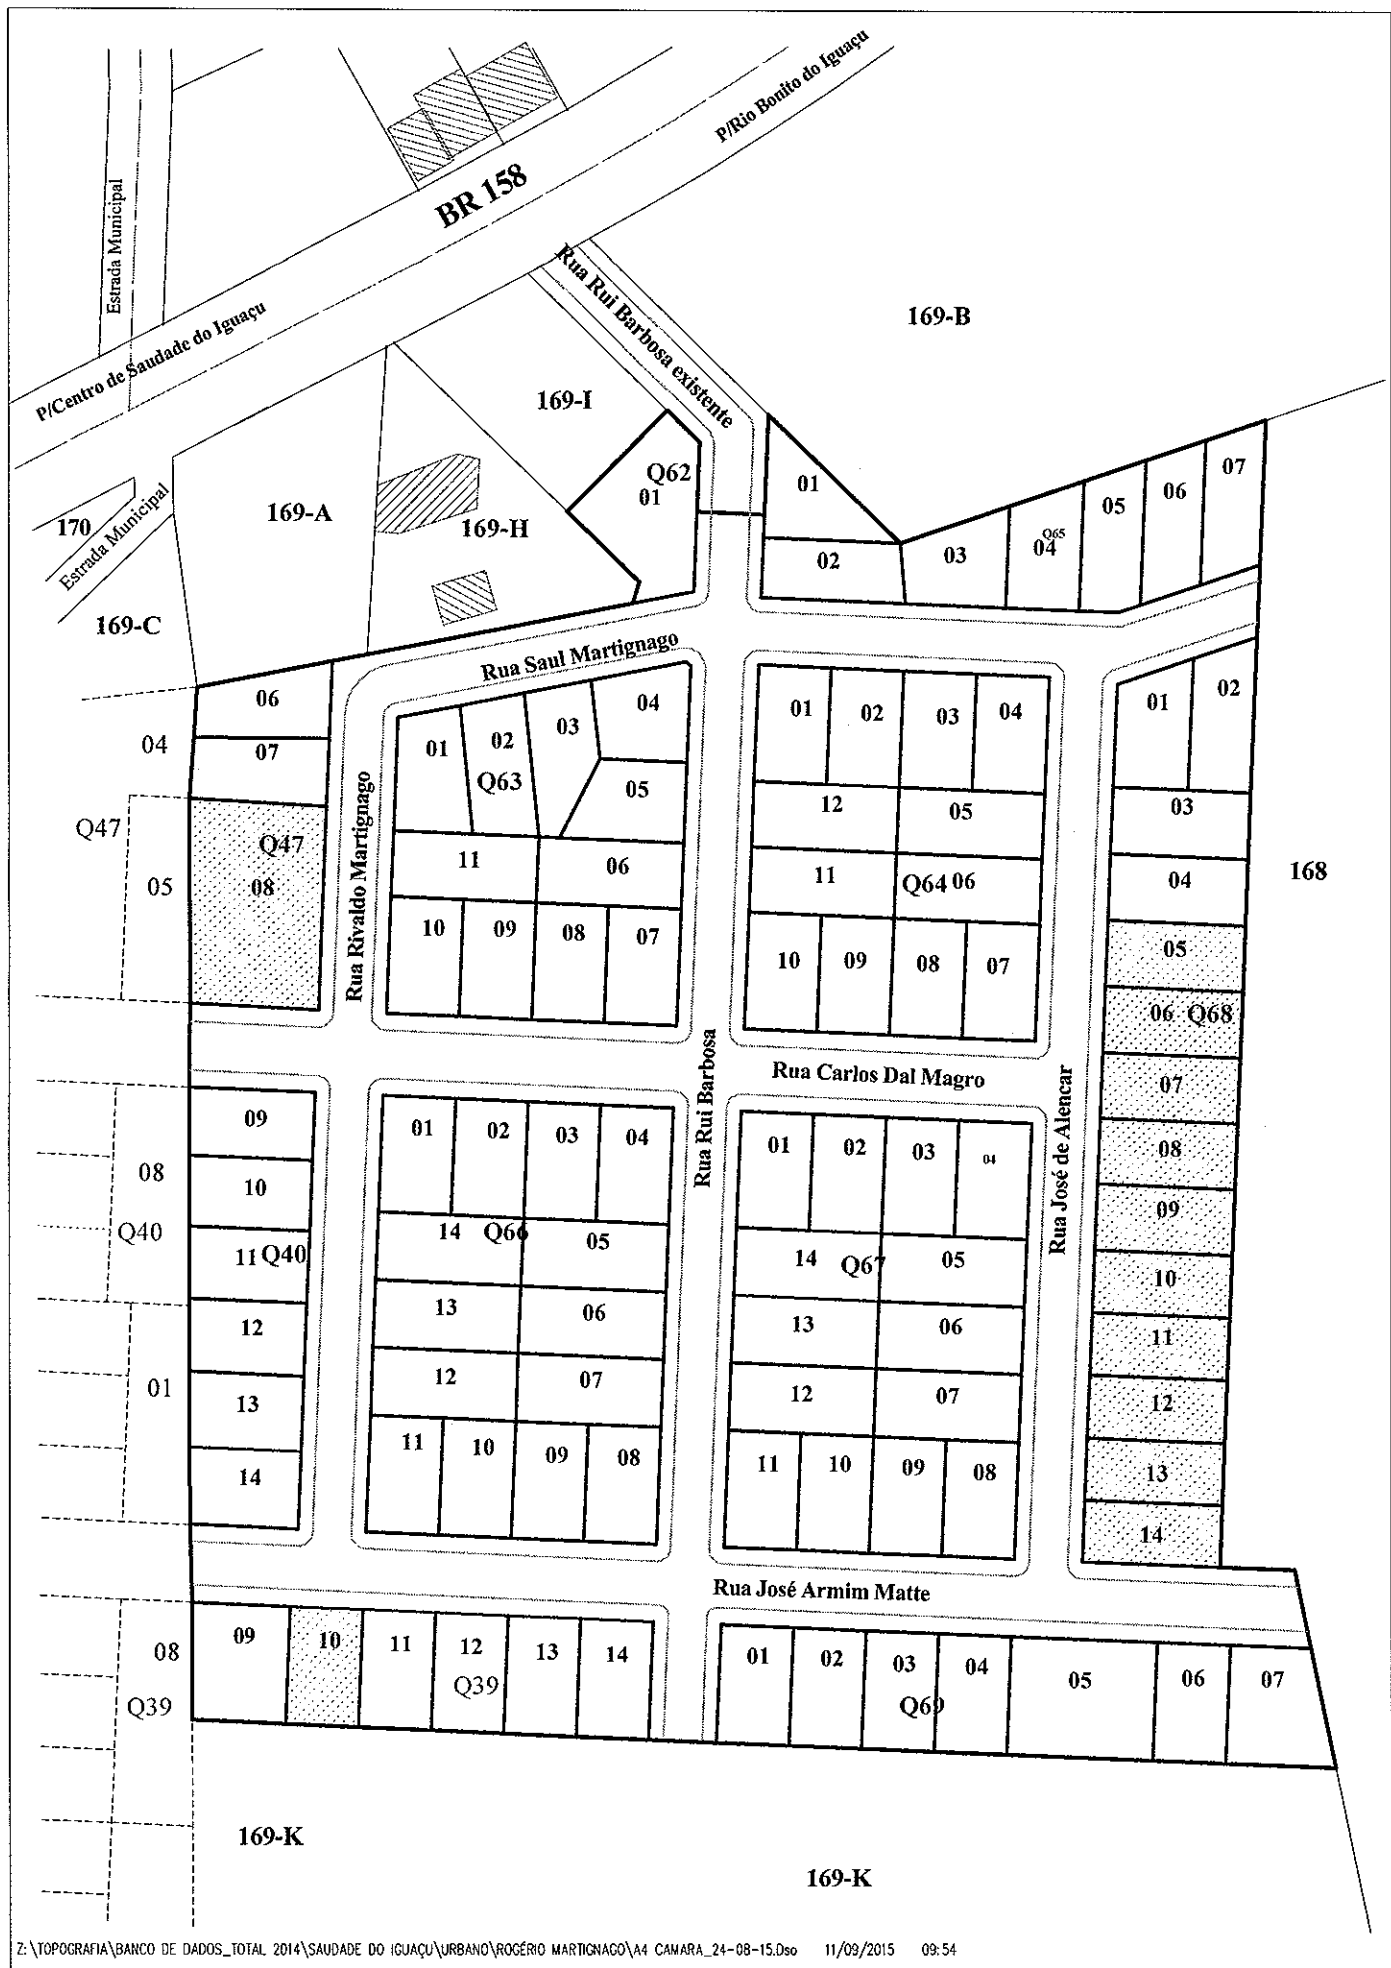 BR 158
P/Rio Bonito do Iguaçu
Estrada Municipal
P/Centro de Saudade do Iguaçu
Rua Rui Barbosa existente
169-B
169-I
Q62
01
169-A
169-H
170
Estrada Municipal
169-C
01
02
03
Q65
04
05
06
07
Rua Saul Martignago
06
07
04
Q47
05
Q47
08
Rua Rivaldo Martignago
01
02
03
04
Q63
05
11
06
10
09
08
07
01
02
03
04
12
05
11
Q64 06
10
09
08
07
01
02
03
04
168
05
06 Q68
07
08
09
10
11
12
13
14
Rua Rui Barbosa
Rua Carlos Dal Magro
Rua José de Alencar
09
08
10
Q40
11 Q40
12
01
13
14
01
02
03
04
14
Q66
05
13
06
12
07
11
10
09
08
01
02
03
04
14
Q67
05
13
06
12
07
11
10
09
08
Rua José Armim Matte
08
Q39
09
10
11
12
13
14
Q39
01
02
03
04
05
06
07
Q69
169-K
169-K
Z:\TOPOGRAFIA\BANCO DE DADOS_TOTAL 2014\SAUDADE DO IGUAÇU\URBANO\ROGÉRIO MARTIGNAGO\A4 CAMARA_24-08-15.Dso 11/09/2015 09:54